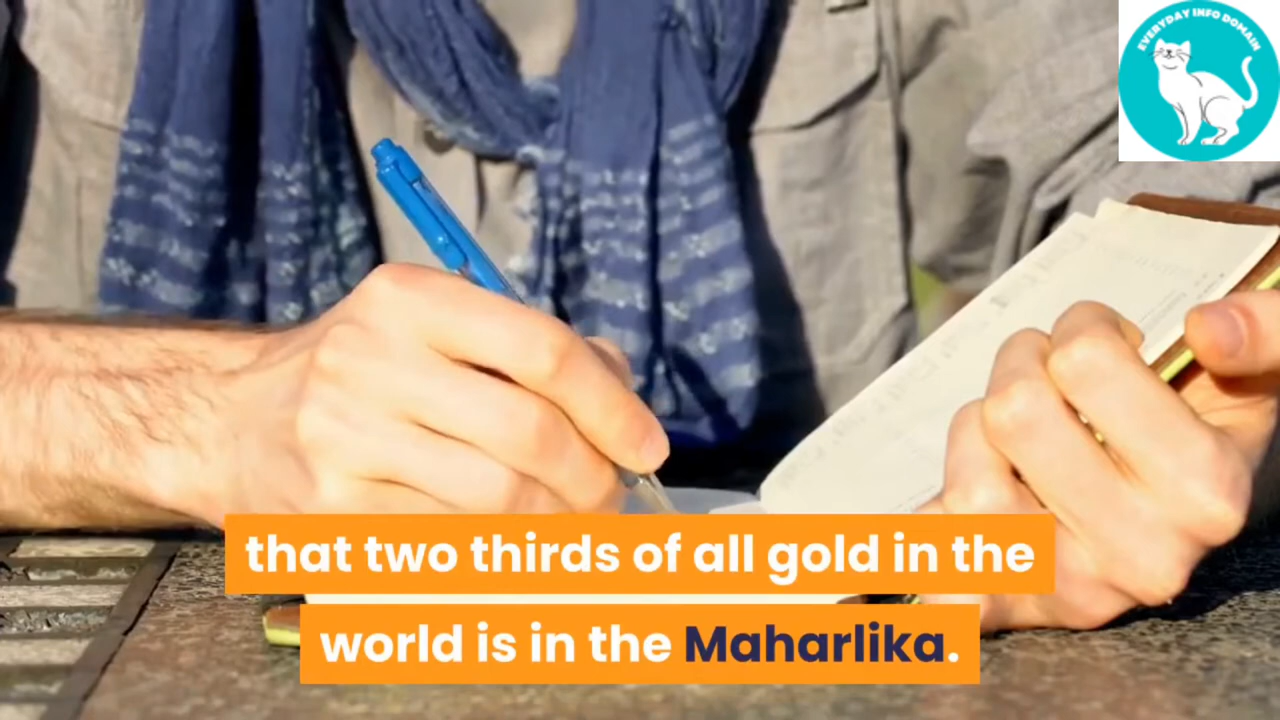 EVERYDAY INFO DOMAIN
that two thirds of all gold in the
world is in the Maharlika.